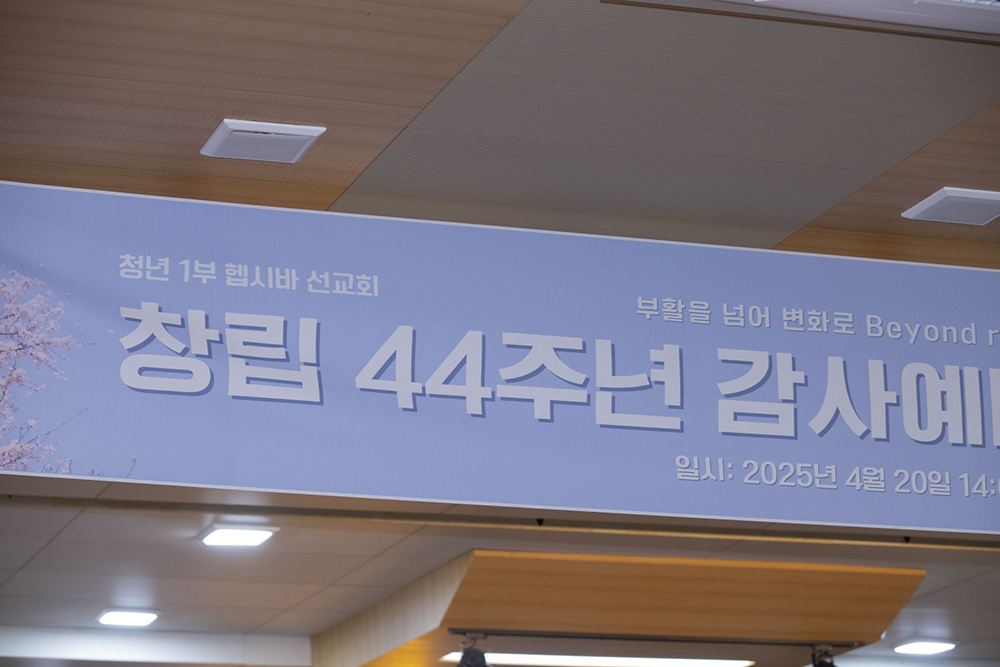 청년 1부 헵시바 선교회
부활을 넘어 변화로 Beyond
창립 44주년 감사예
일시: 2025년 4월 20일 14: